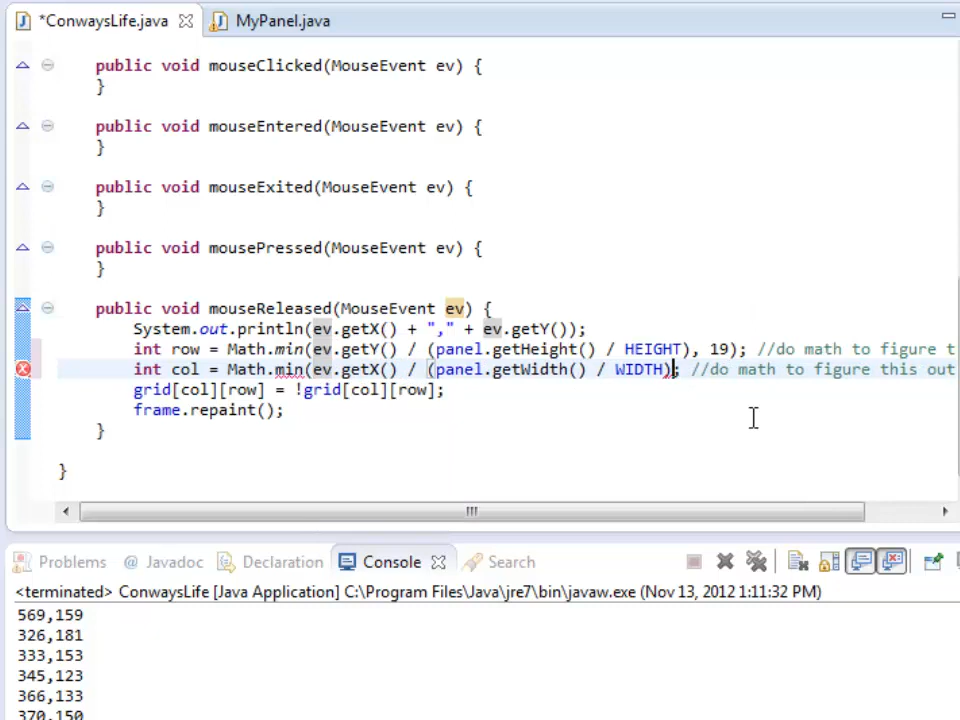 *ConwaysLife.java MyPanel.java
public void mouseClicked(MouseEvent ev) {
}
public void mouseEntered(MouseEvent ev) {
}
public void mouseExited(MouseEvent ev) {
}
public void mousePressed(MouseEvent ev) {
}
public void mouseReleased(MouseEvent ev) {
System.out.println(ev.getX() + "," + ev.getY());
int row = Math.min(ev.getY() / (panel.getHeight() / HEIGHT), 19); //do math to figure t
int col = Math.min(ev.getX() / (panel.getWidth() / WIDTH); //do math to figure this out
grid[col][row] = !grid[col][row];
frame.repaint();
}
}
Problems @ Javadoc Declaration Console Search
<terminated> ConwaysLife [Java Application] C:\Program Files\Java\jre7\bin\javaw.exe (Nov 13, 2012 1:11:32 PM)
569,159
326,181
333,153
345,123
366,133
370,150